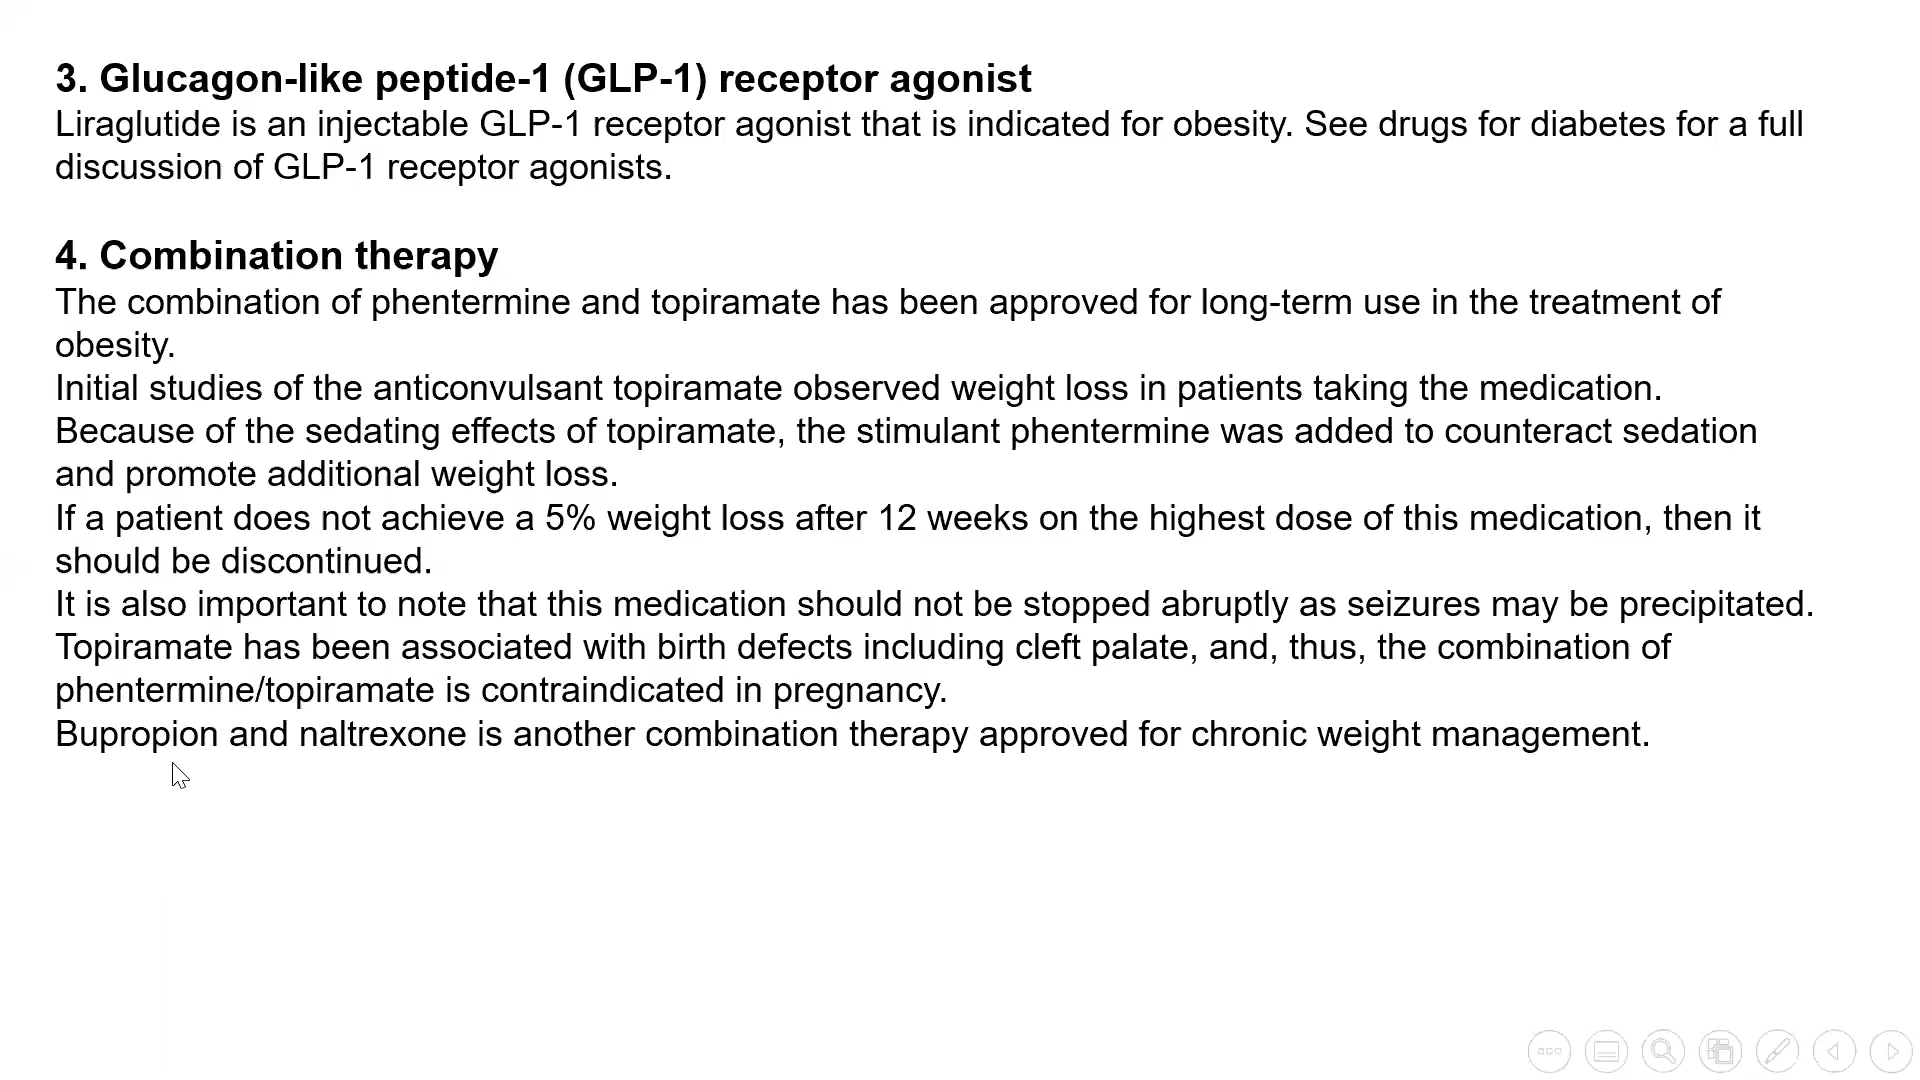 3. Glucagon-like peptide-1 (GLP-1) receptor agonist
Liraglutide is an injectable GLP-1 receptor agonist that is indicated for obesity. See drugs for diabetes for a full
discussion of GLP-1 receptor agonists.
4. Combination therapy
The combination of phentermine and topiramate has been approved for long-term use in the treatment of
obesity.
Initial studies of the anticonvulsant topiramate observed weight loss in patients taking the medication.
Because of the sedating effects of topiramate, the stimulant phentermine was added to counteract sedation
and promote additional weight loss.
If a patient does not achieve a 5% weight loss after 12 weeks on the highest dose of this medication, then it
should be discontinued.
It is also important to note that this medication should not be stopped abruptly as seizures may be precipitated.
Topiramate has been associated with birth defects including cleft palate, and, thus, the combination of
phentermine/topiramate is contraindicated in pregnancy.
Bupropion and naltrexone is another combination therapy approved for chronic weight management.